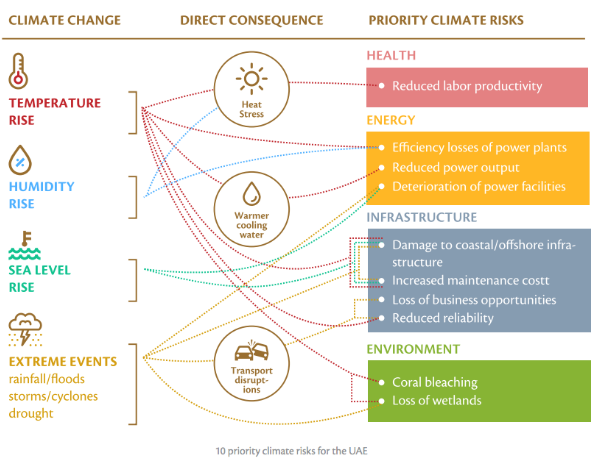 CLIMATE CHANGE
DIRECT CONSEQUENCE
PRIORITY CLIMATE RISKS
TEMPERATURE
RISE
HUMIDITY
RISE
SEA LEVEL
RISE
EXTREME EVENTS
rainfall/floods
storms/cyclones
drought
Heat
Stress
Warmer
cooling
water
Transport
disrupt-
ions
HEALTH
Reduced labor productivity
ENERGY
Efficiency losses of power plants
Reduced power output
Deterioration of power facilities
INFRASTRUCTURE
Damage to coastal/offshore infra-
structure
Increased maintenance costt
Loss of business opportunities
Reduced reliability
ENVIRONMENT
Coral bleaching
Loss of wetlands
10 priority climate risks for the UAE